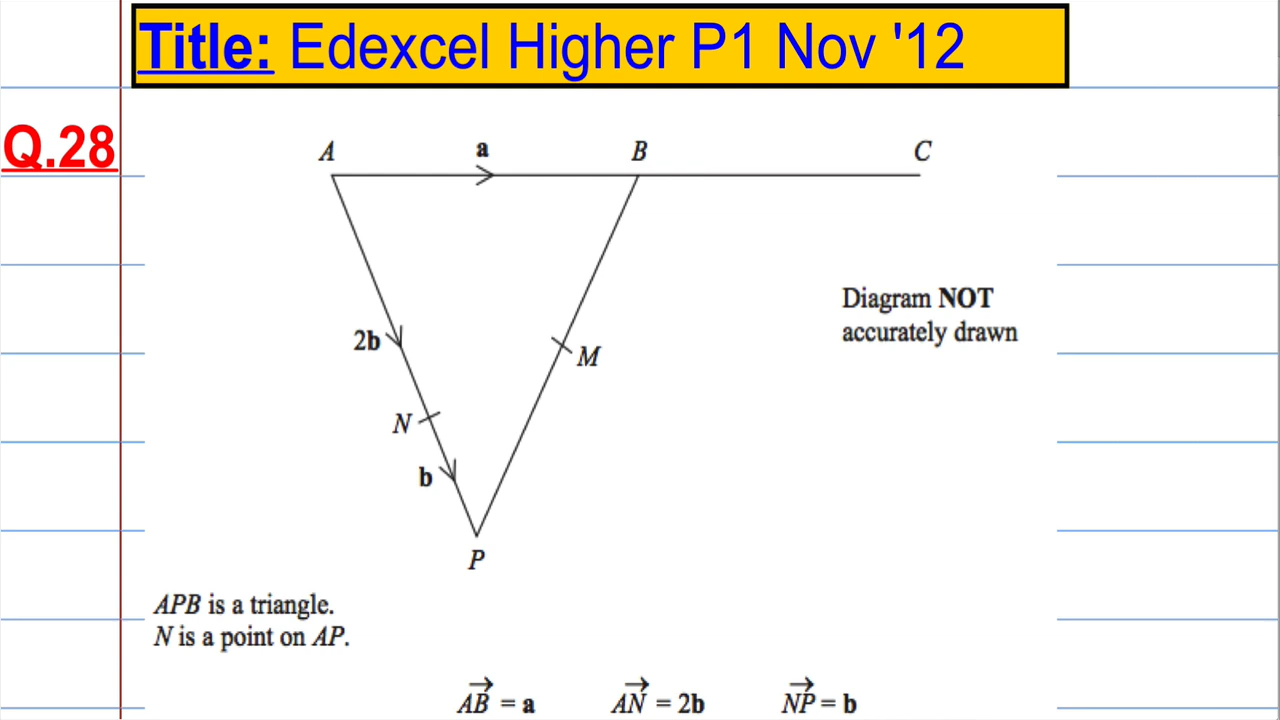 Title: Edexcel Higher P1 Nov '12
Q.28
A a B C
2b
M
N
b
P
Diagram NOT
accurately drawn
APB is a triangle.
N is a point on AP.
AB = a AN = 2b NP = b